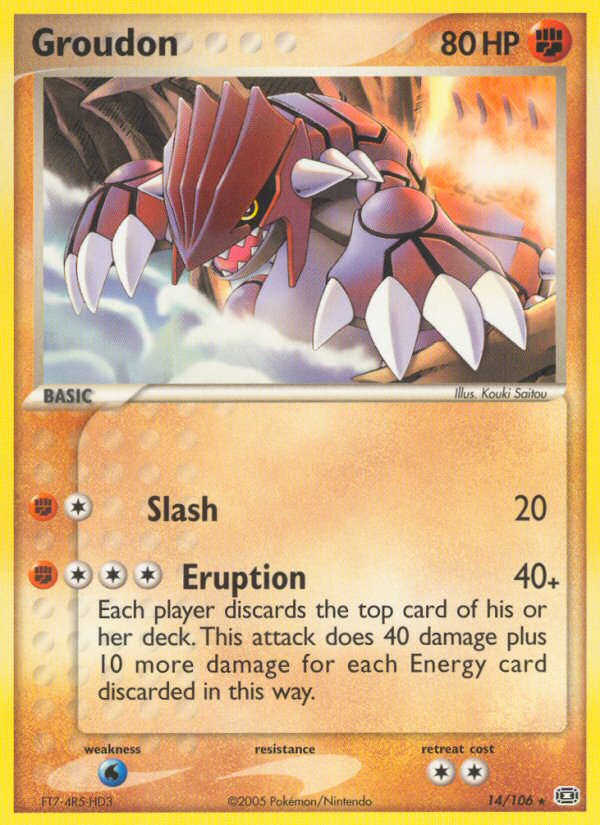 Groudon 80 HP
BASIC
Illus. Kouki Saitou
Slash 20
Eruption 40+
Each player discards the top card of his or
her deck. This attack does 40 damage plus
10 more damage for each Energy card
discarded in this way.
weakness resistance retreat cost
FT7-4R5-HD3 ©2005 Pokémon/Nintendo 14/106 ★